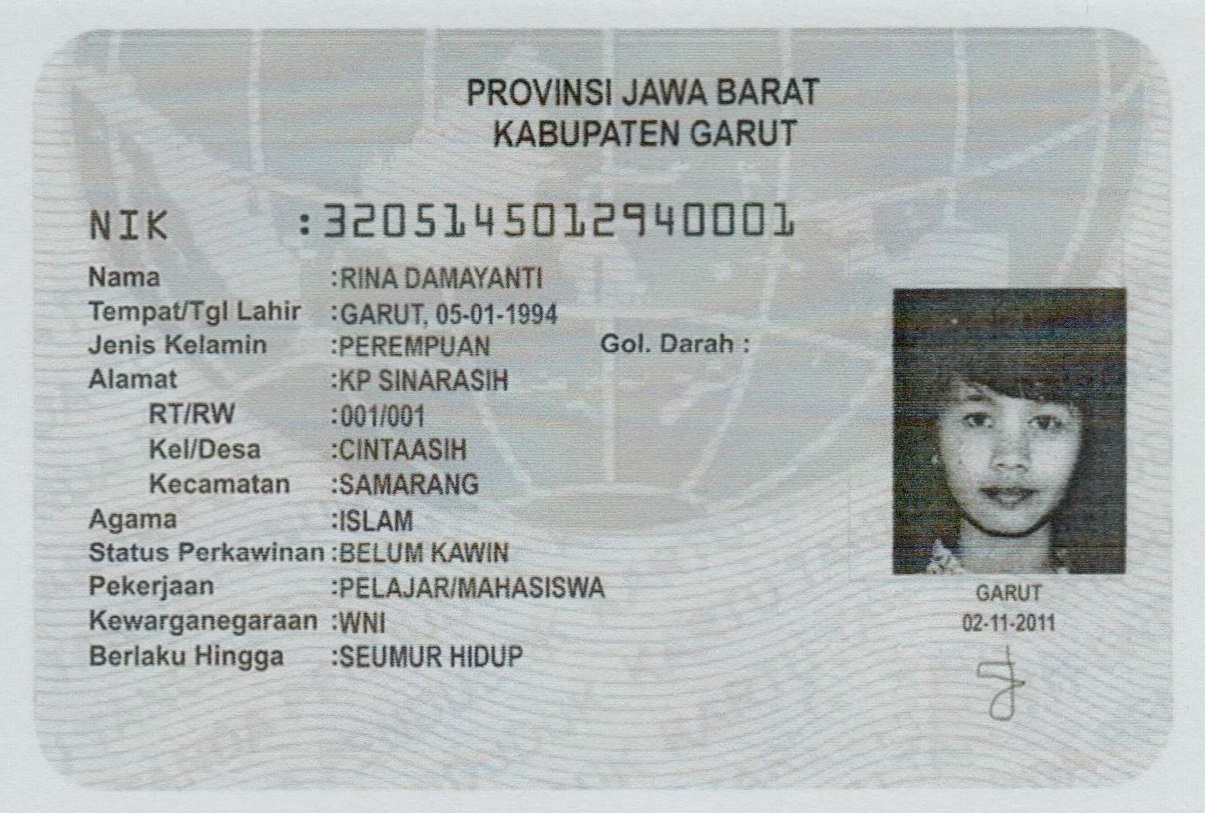 PROVINSI JAWA BARAT
KABUPATEN GARUT
NIK :3205145012940001
Nama :RINA DAMAYANTI
Tempat/Tgl Lahir :GARUT, 05-01-1994
Jenis Kelamin :PEREMPUAN Gol. Darah :
Alamat :KP SINARASIH
RT/RW :001/001
Kel/Desa :CINTAASIH
Kecamatan :SAMARANG
Agama :ISLAM
Status Perkawinan :BELUM KAWIN
Pekerjaan :PELAJAR/MAHASISWA
Kewarganegaraan :WNI
Berlaku Hingga :SEUMUR HIDUP
GARUT
02-11-2011